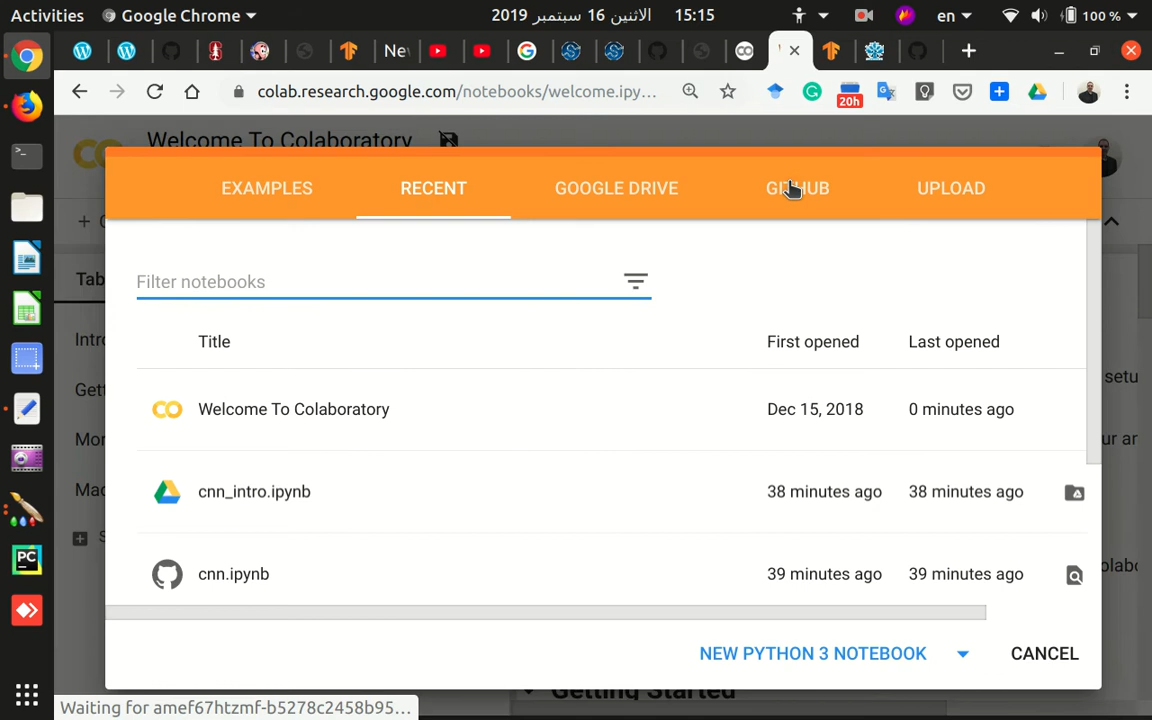 Activities Google Chrome الاثنين 16 سبتمبر 2019 15:15 en 100 %
Ne
colab.research.google.com/notebooks/welcome.ipy... 20h
Welcome To Colaboratory
EXAMPLES RECENT GOOGLE DRIVE GITHUB UPLOAD
Tab
Filter notebooks
Title First opened Last opened
Welcome To Colaboratory Dec 15, 2018 0 minutes ago
cnn_intro.ipynb 38 minutes ago 38 minutes ago
cnn.ipynb 39 minutes ago 39 minutes ago
NEW PYTHON 3 NOTEBOOK CANCEL
Getting Started
Waiting for amef67htzmf-b5278c2458b95...